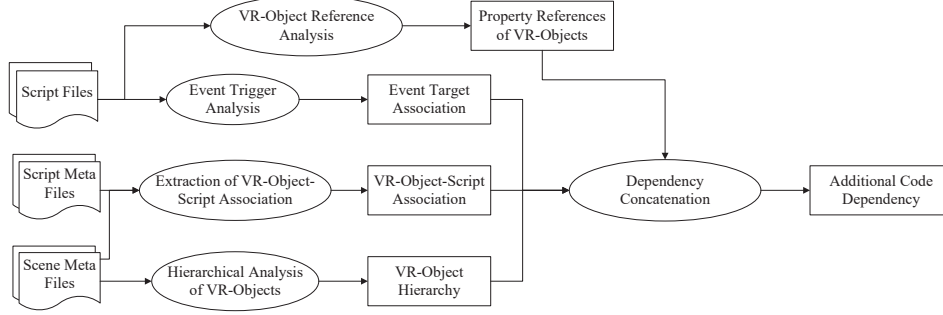 VR-Object Reference
Analysis
Property References
of VR-Objects
Script Files
Event Trigger
Analysis
Event Target
Association
Script Meta
Files
Extraction of VR-Object-
Script Association
VR-Object-Script
Association
Dependency
Concatenation
Additional Code
Dependency
Scene Meta
Files
Hierarchical Analysis
of VR-Objects
VR-Object
Hierarchy